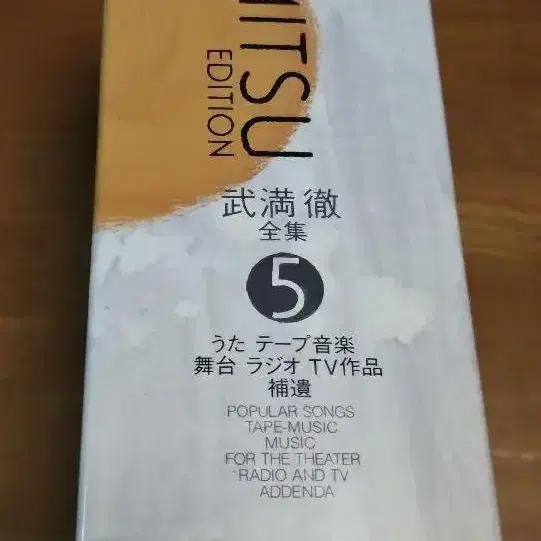 MITSU
EDITION
武満徹
全集
5
うた テープ音楽
舞台 ラジオ TV作品
補遺
POPULAR SONGS
TAPE-MUSIC
MUSIC
FOR THE THEATER
RADIO AND TV
ADDENDA